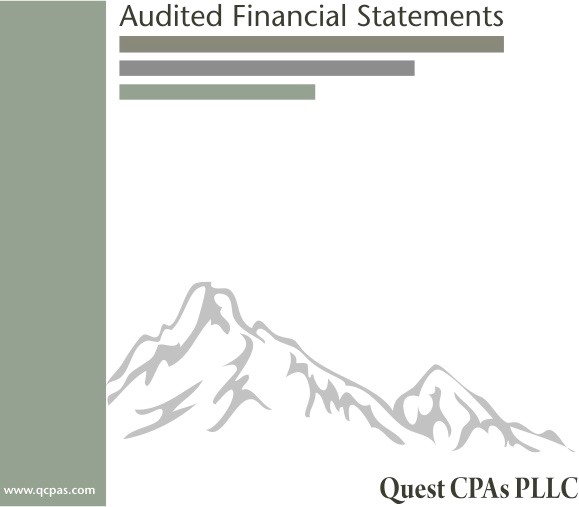 Audited Financial Statements
www.qcpas.com
Quest CPAs PLLC